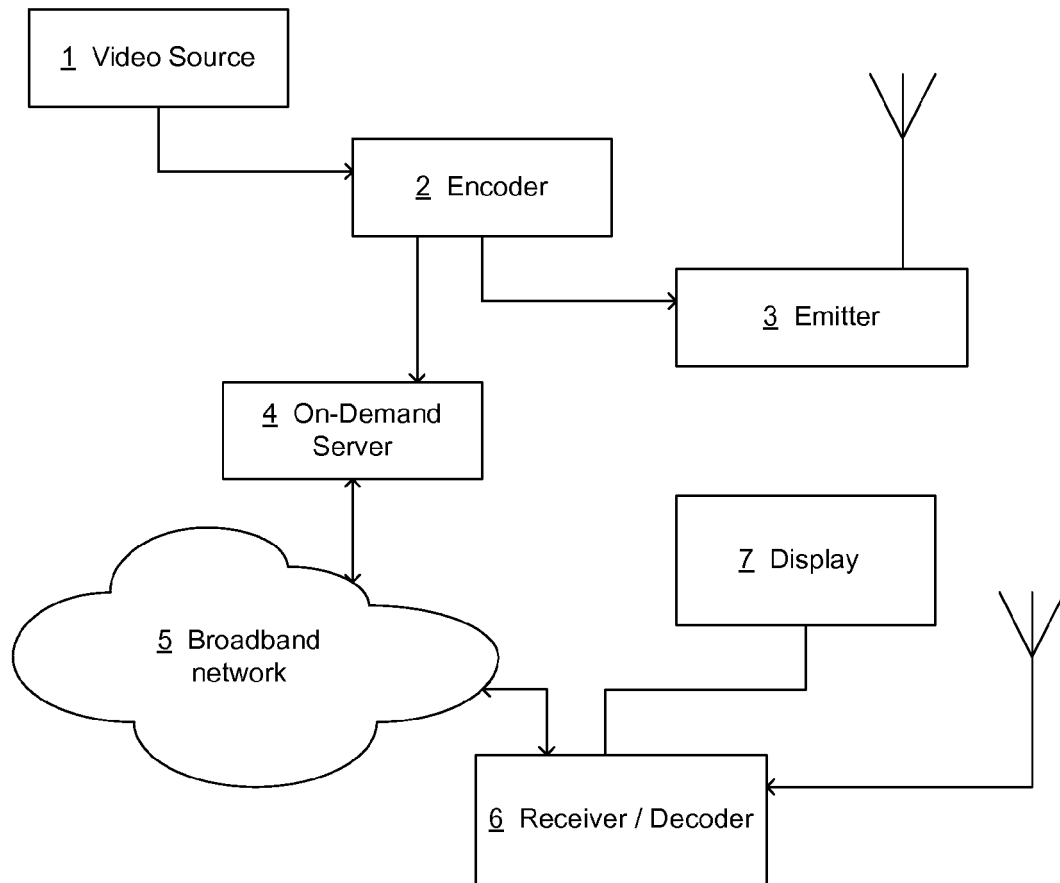 1 Video Source
2 Encoder
3 Emitter
4 On-Demand
Server
7 Display
5 Broadband
network
6 Receiver / Decoder